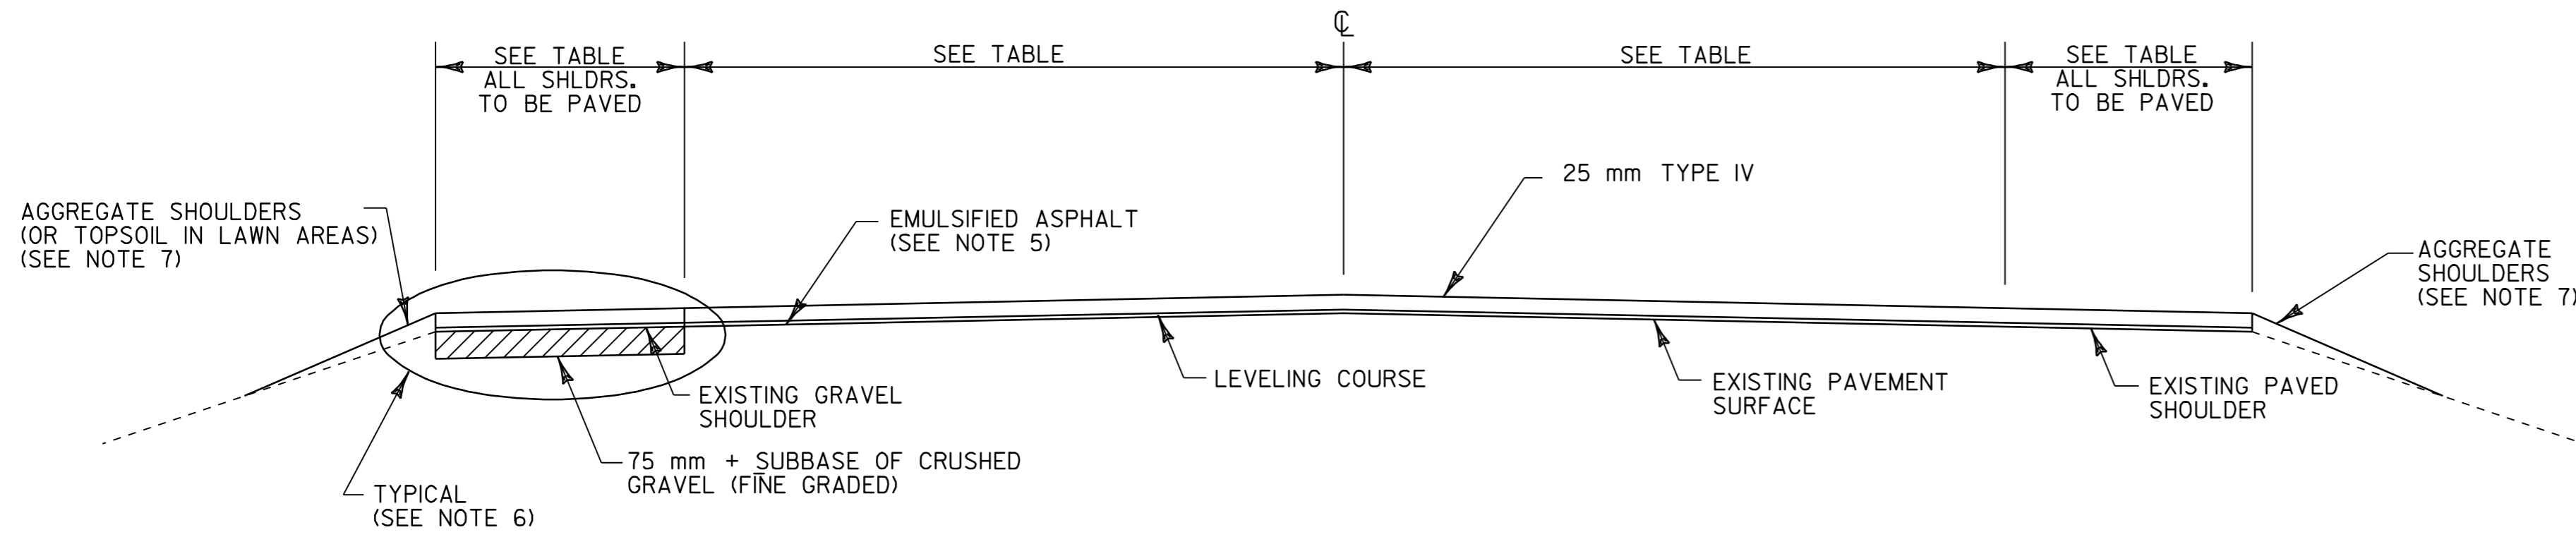 ℄
SEE TABLE
ALL SHLDRS.
TO BE PAVED
SEE TABLE
SEE TABLE
SEE TABLE
ALL SHLDRS.
TO BE PAVED
25 mm TYPE IV
AGGREGATE SHOULDERS
(OR TOPSOIL IN LAWN AREAS)
(SEE NOTE 7)
EMULSIFIED ASPHALT
(SEE NOTE 5)
AGGREGATE
SHOULDERS
(SEE NOTE 7)
EXISTING GRAVEL
SHOULDER
LEVELING COURSE
EXISTING PAVEMENT
SURFACE
EXISTING PAVED
SHOULDER
75 mm ± SUBBASE OF CRUSHED
GRAVEL (FINE GRADED)
TYPICAL
(SEE NOTE 6)